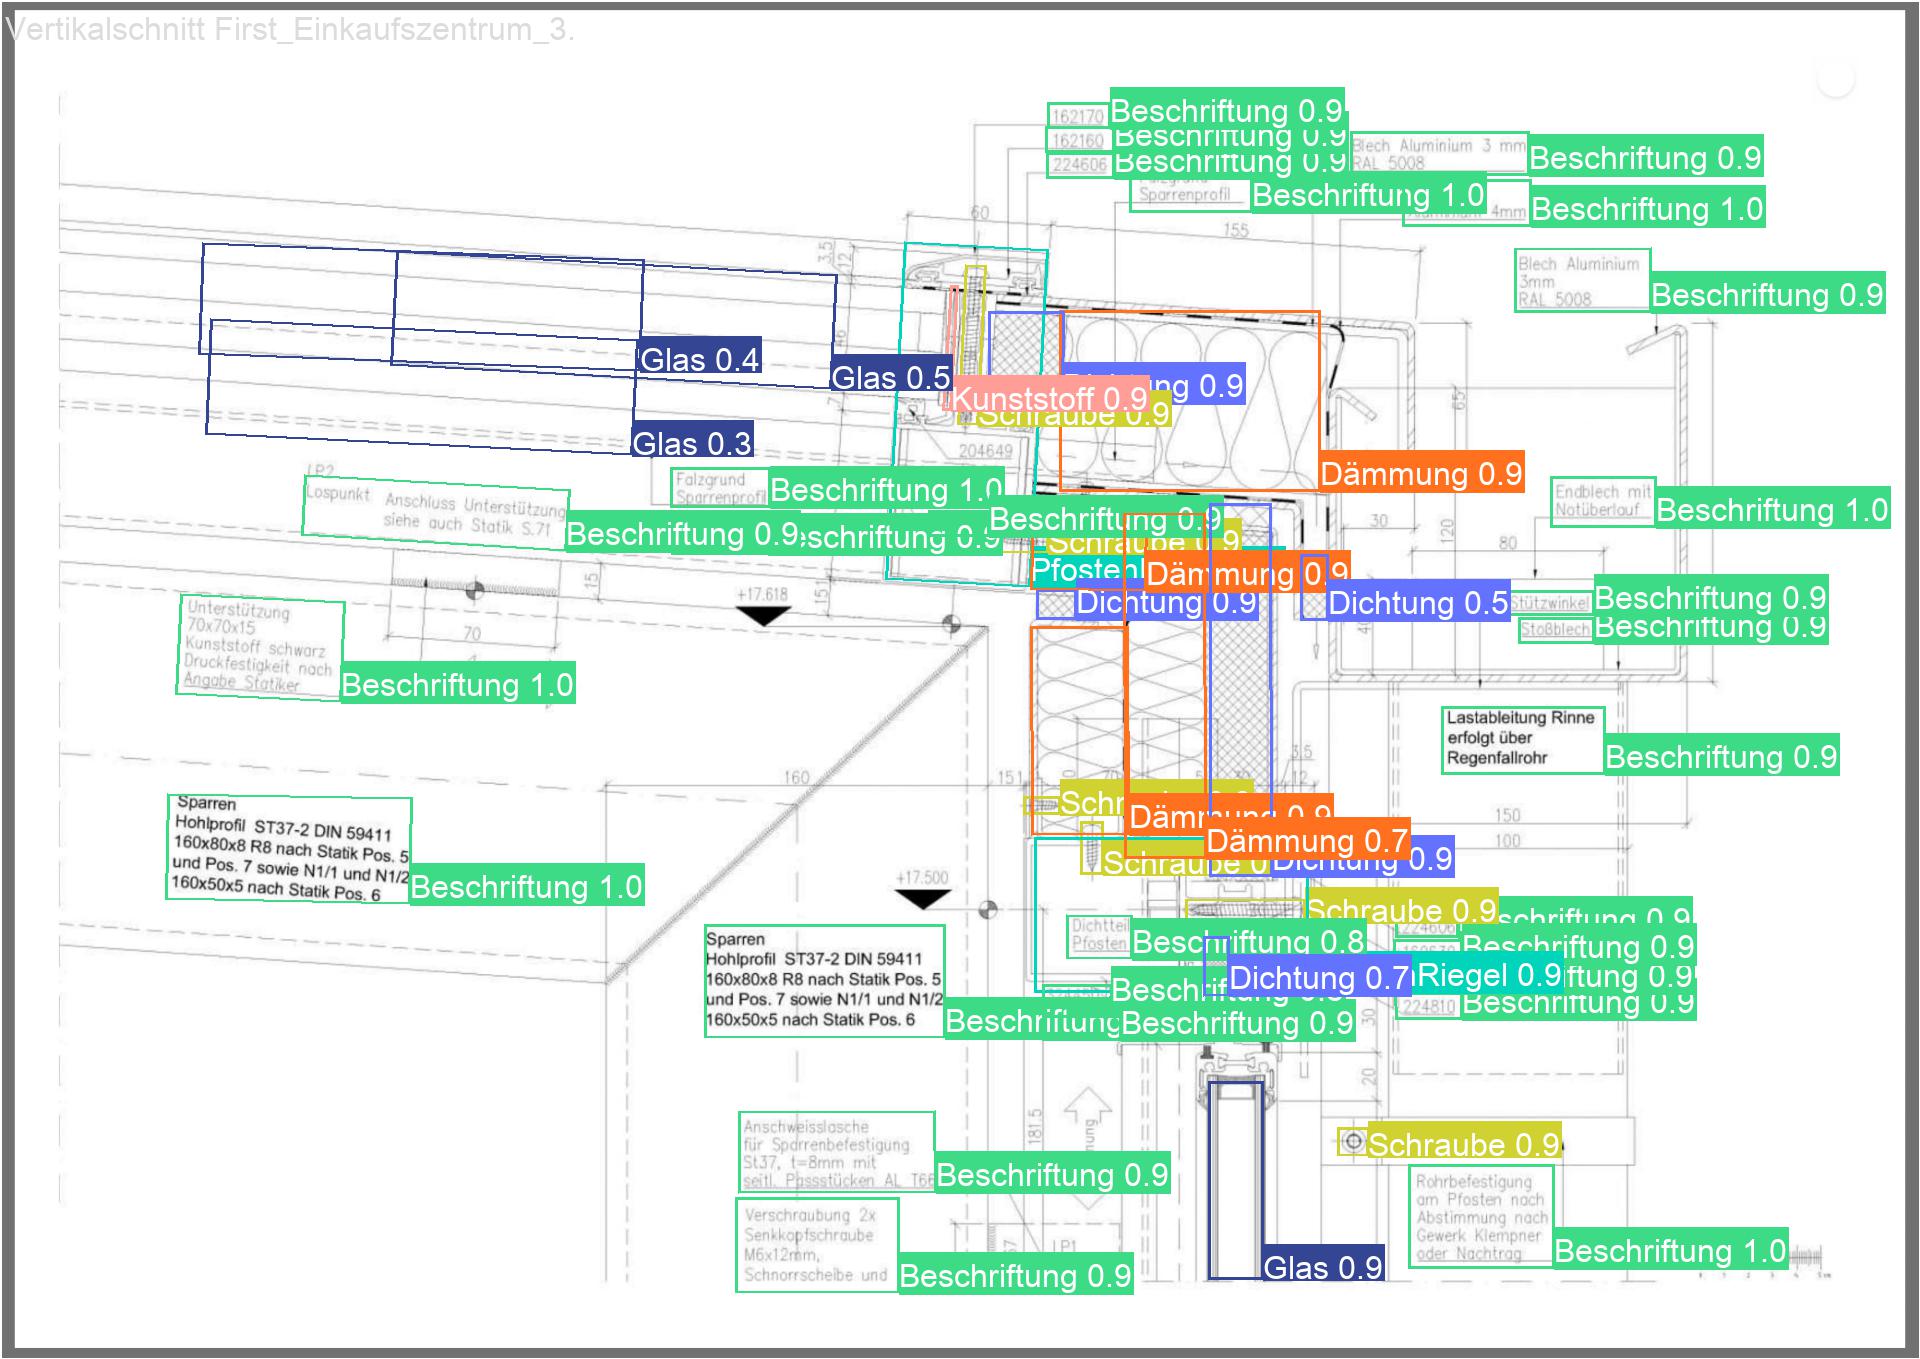 Vertikalschnitt First_Einkaufszentrum_3.
162170
Beschriftung 0.9
162160
Beschriftung 0.9
224606
Beschriftung 0.9
Blech Aluminium 3 mm
RAL 5008
Beschriftung 0.9
Sparrenprofil
Beschriftung 1.0
4mm
Beschriftung 1.0
60
155
3.5
12
Blech Aluminium
3mm
RAL 5008
Beschriftung 0.9
Glas 0.4
Glas 0.5
Kunststoff 0.9
0.9
Schraube 0.9
65
Glas 0.3
7
204649
Dämmung 0.9
LP2
Lospunkt Anschluss Unterstützung
siehe auch Statik S.71
Beschriftung 0.9
Falzgrund
Sparrenprofil
Beschriftung 1.0
eschriftung 0.9
Beschriftung 0.9
Schraube 0.9
Endblech mit
Notüberlauf
Beschriftung 1.0
30
120
80
Pfosten
Dämmung 0.9
Dichtung 0.9
Dichtung 0.5
Stützwinkel
Beschriftung 0.9
Stoßblech
Beschriftung 0.9
15
151
+17.618
70
Unterstützung
70x70x15
Kunststoff schwarz
Druckfestigkeit nach
Angabe Statiker
Beschriftung 1.0
Lastableitung Rinne
erfolgt über
Regenfallrohr
Beschriftung 0.9
160
151
70
3.5
12
Dämmung 0.9
Dämmung 0.7
Dichtung 0.9
150
100
Sparren
Hohlprofil ST37-2 DIN 59411
160x80x8 R8 nach Statik Pos. 5
und Pos. 7 sowie N1/1 und N1/2
160x50x5 nach Statik Pos. 6
Beschriftung 1.0
+17.500
Schraube 0.9
schriftung 0.9
224606
Dichtteil
Pfosten
Beschriftung 0.8
Beschriftung 0.9
Dichtung 0.7
Riegel 0.9
ftung 0.9
224810
Beschriftung 0.9
Sparren
Hohlprofil ST37-2 DIN 59411
160x80x8 R8 nach Statik Pos. 5
und Pos. 7 sowie N1/1 und N1/2
160x50x5 nach Statik Pos. 6
Beschriftung
Beschriftung 0.9
30
20
181.5
Anschweisslasche
für Sparrenbefestigung
St37, t=8mm mit
seitl. Passstücken AL T66
Beschriftung 0.9
Schraube 0.9
Verschraubung 2x
Senkkopfschraube
M6x12mm,
Schnorrscheibe und
Beschriftung 0.9
LP1
Glas 0.9
Rohrbefestigung
am Pfosten nach
Abstimmung nach
Gewerk Klempner
oder Nachtrag
Beschriftung 1.0